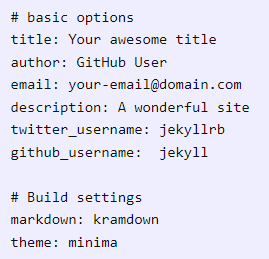 # basic options
title: Your awesome title
author: GitHub User
email: your-email@domain.com
description: A wonderful site
twitter_username: jekyllrb
github_username:  jekyll

# Build settings
markdown: kramdown
theme: minima